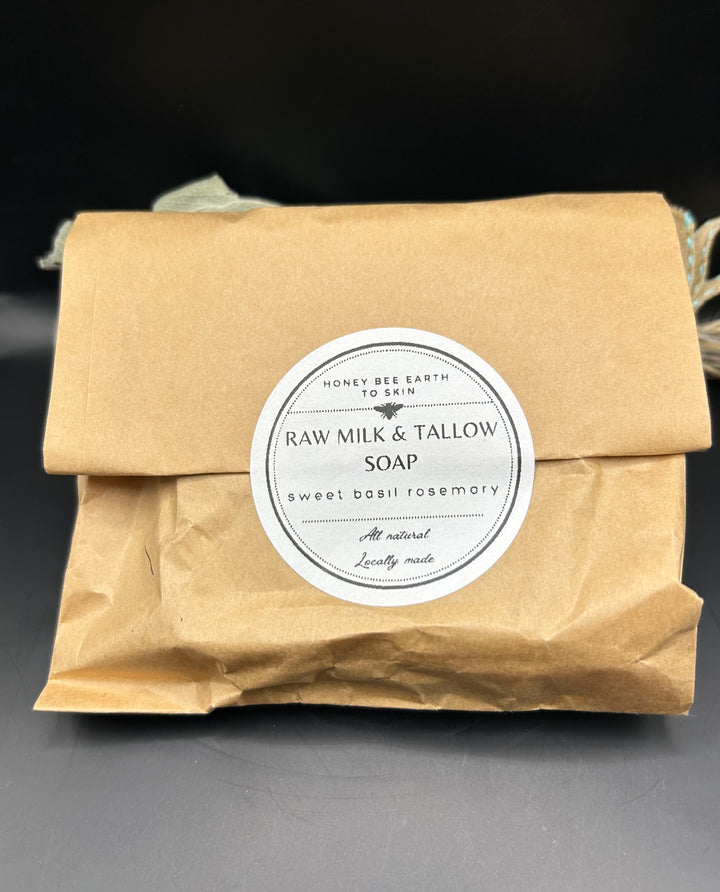 HONEY BEE EARTH
TO SKIN
RAW MILK & TALLOW
SOAP
sweet basil rosemary
All natural
Locally made